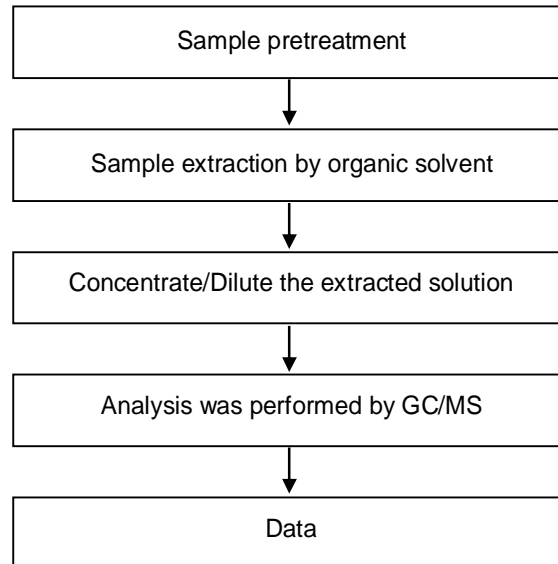 Sample pretreatment
Sample extraction by organic solvent
Concentrate/Dilute the extracted solution
Analysis was performed by GC/MS
Data